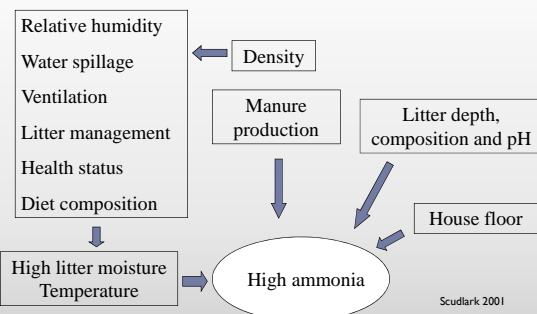 Relative humidity
Water spillage
Ventilation
Litter management
Health status
Diet composition
Density
Manure
production
Litter depth,
composition and pH
House floor
High litter moisture
Temperature
High ammonia
Scudlark 2001